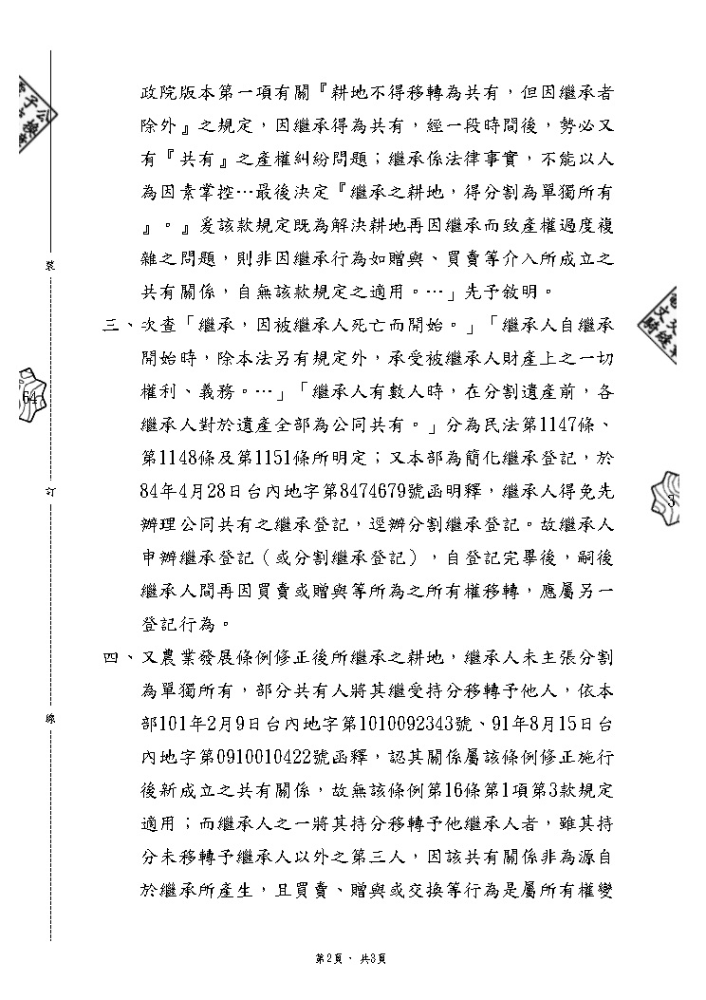 政院版本第一項有關『耕地不得移轉為共有，但因繼承者
除外』之規定，因繼承得為共有，經一段時間後，勢必又
有『共有』之產權糾紛問題；繼承係法律事實，不能以人
為因素掌控…最後決定『繼承之耕地，得分割為單獨所有
』。』爰該款規定既為解決耕地再因繼承而致產權過度複
雜之問題，則非因繼承行為如贈與、買賣等介入所成立之
共有關係，自無該款規定之適用。…」先予敘明。
三、次查「繼承，因被繼承人死亡而開始。」「繼承人自繼承
開始時，除本法另有規定外，承受被繼承人財產上之一切
權利、義務。…」「繼承人有數人時，在分割遺產前，各
繼承人對於遺產全部為公同共有。」分為民法第1147條、
第1148條及第1151條所明定；又本部為簡化繼承登記，於
84年4月28日台內地字第8474679號函明釋，繼承人得免先
辦理公同共有之繼承登記，逕辦分割繼承登記。故繼承人
申辦繼承登記（或分割繼承登記），自登記完畢後，嗣後
繼承人間再因買賣或贈與等所為之所有權移轉，應屬另一
登記行為。
四、又農業發展條例修正後所繼承之耕地，繼承人未主張分割
為單獨所有，部分共有人將其繼受持分移轉予他人，依本
部101年2月9日台內地字第1010092343號、91年8月15日台
內地字第0910010422號函釋，認其關係屬該條例修正施行
後新成立之共有關係，故無該條例第16條第1項第3款規定
適用；而繼承人之一將其持分移轉予他繼承人者，雖其持
分未移轉予繼承人以外之第三人，因該共有關係非為源自
於繼承所產生，且買賣、贈與或交換等行為是屬所有權變
裝
訂
線
64
3
第2頁、 共3頁